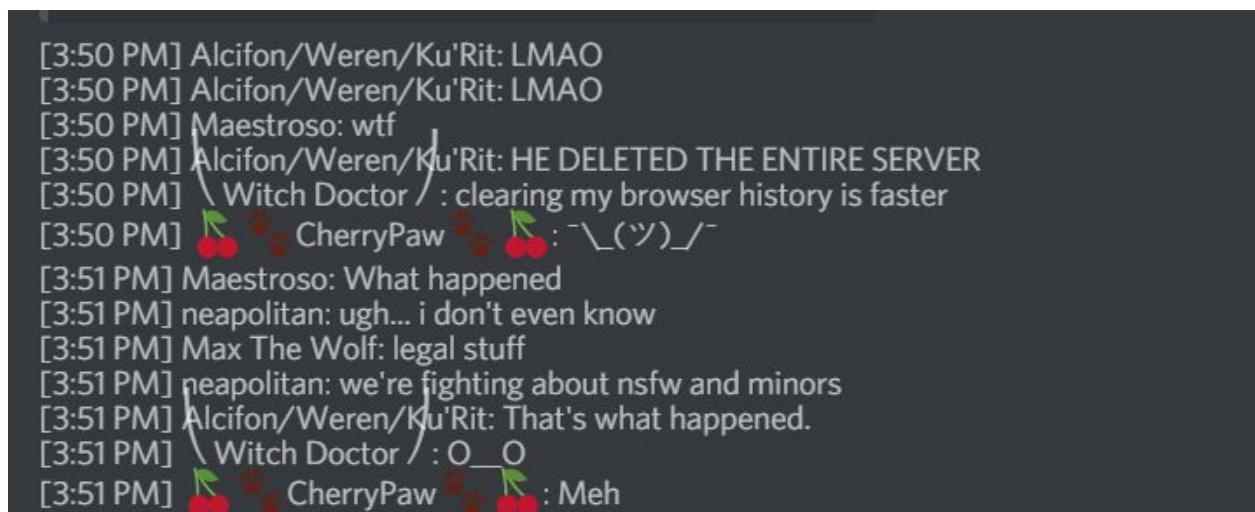 [3:50 PM] Alcifon/Weren/Ku'Rit: LMAO
[3:50 PM] Alcifon/Weren/Ku'Rit: LMAO
[3:50 PM] Maestroso: wtf
[3:50 PM] Alcifon/Weren/Ku'Rit: HE DELETED THE ENTIRE SERVER
[3:50 PM] \ Witch Doctor / : clearing my browser history is faster
[3:50 PM] 🍒 🐾 CherryPaw 🐾 🍒 : ¯\_(ツ)_/¯
[3:51 PM] Maestroso: What happened
[3:51 PM] neapolitan: ugh... i don't even know
[3:51 PM] Max The Wolf: legal stuff
[3:51 PM] neapolitan: we're fighting about nsfw and minors
[3:51 PM] Alcifon/Weren/Ku'Rit: That's what happened.
[3:51 PM] \ Witch Doctor / : O__O
[3:51 PM] 🍒 🐾 CherryPaw 🐾 🍒 : Meh